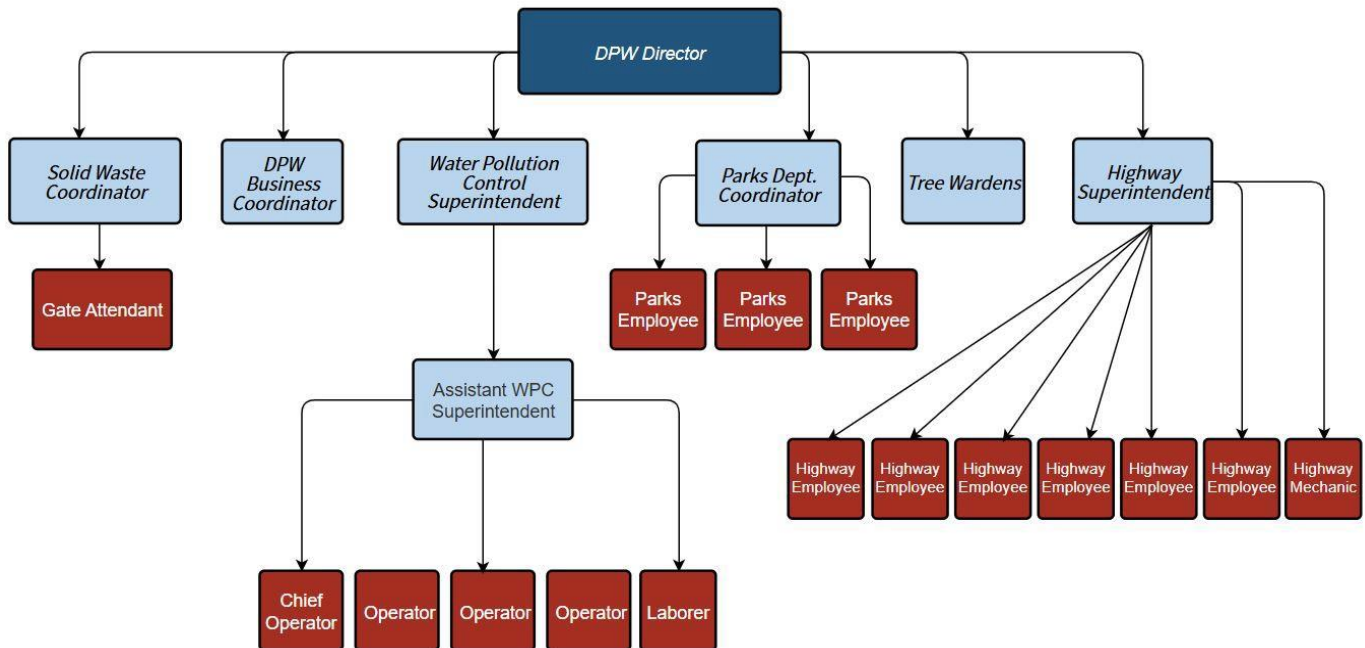 DPW Director
Solid Waste
Coordinator
DPW
Business
Coordinator
Water Pollution
Control
Superintendent
Parks Dept.
Coordinator
Tree Wardens
Highway
Superintendent
Gate Attendant
Parks
Employee
Parks
Employee
Parks
Employee
Assistant WPC
Superintendent
Highway
Employee
Highway
Employee
Highway
Employee
Highway
Employee
Highway
Employee
Highway
Employee
Highway
Mechanic
Chief
Operator
Operator
Operator
Operator
Laborer